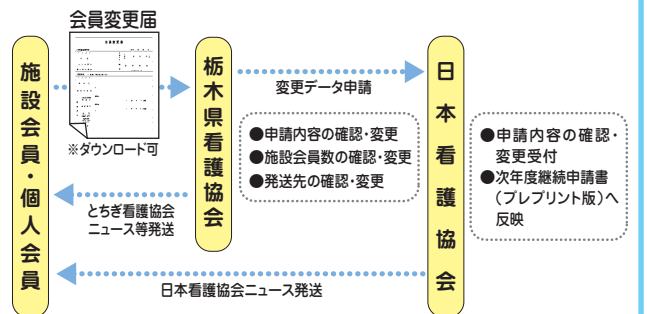 会員変更届
施設会員・個人会員
※ダウンロード可
栃木県看護協会
変更データ申請
日本看護協会
●申請内容の確認・変更
●施設会員数の確認・変更
●発送先の確認・変更
●申請内容の確認・
変更受付
●次年度継続申請書
（プレプリント版）へ
反映
とちぎ看護協会
ニュース等発送
日本看護協会ニュース発送